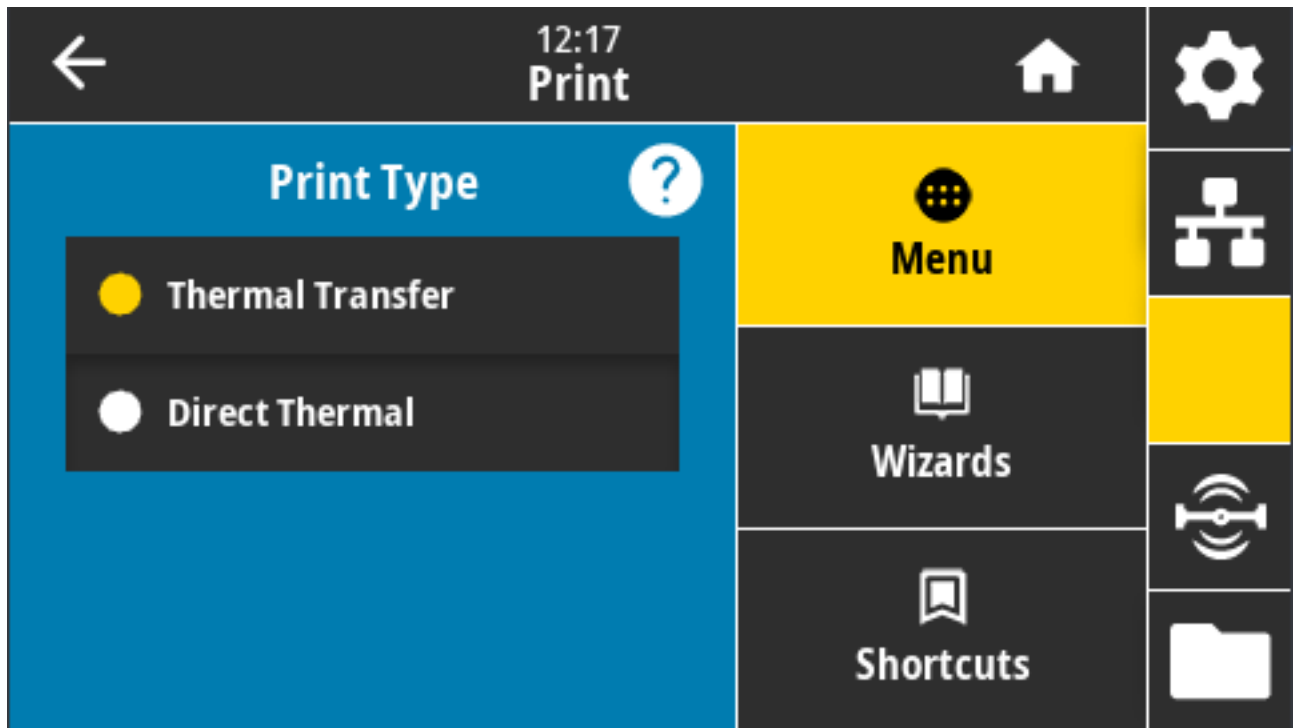 12:17
Print
Print Type
?
Thermal Transfer
Direct Thermal
Menu
Wizards
Shortcuts